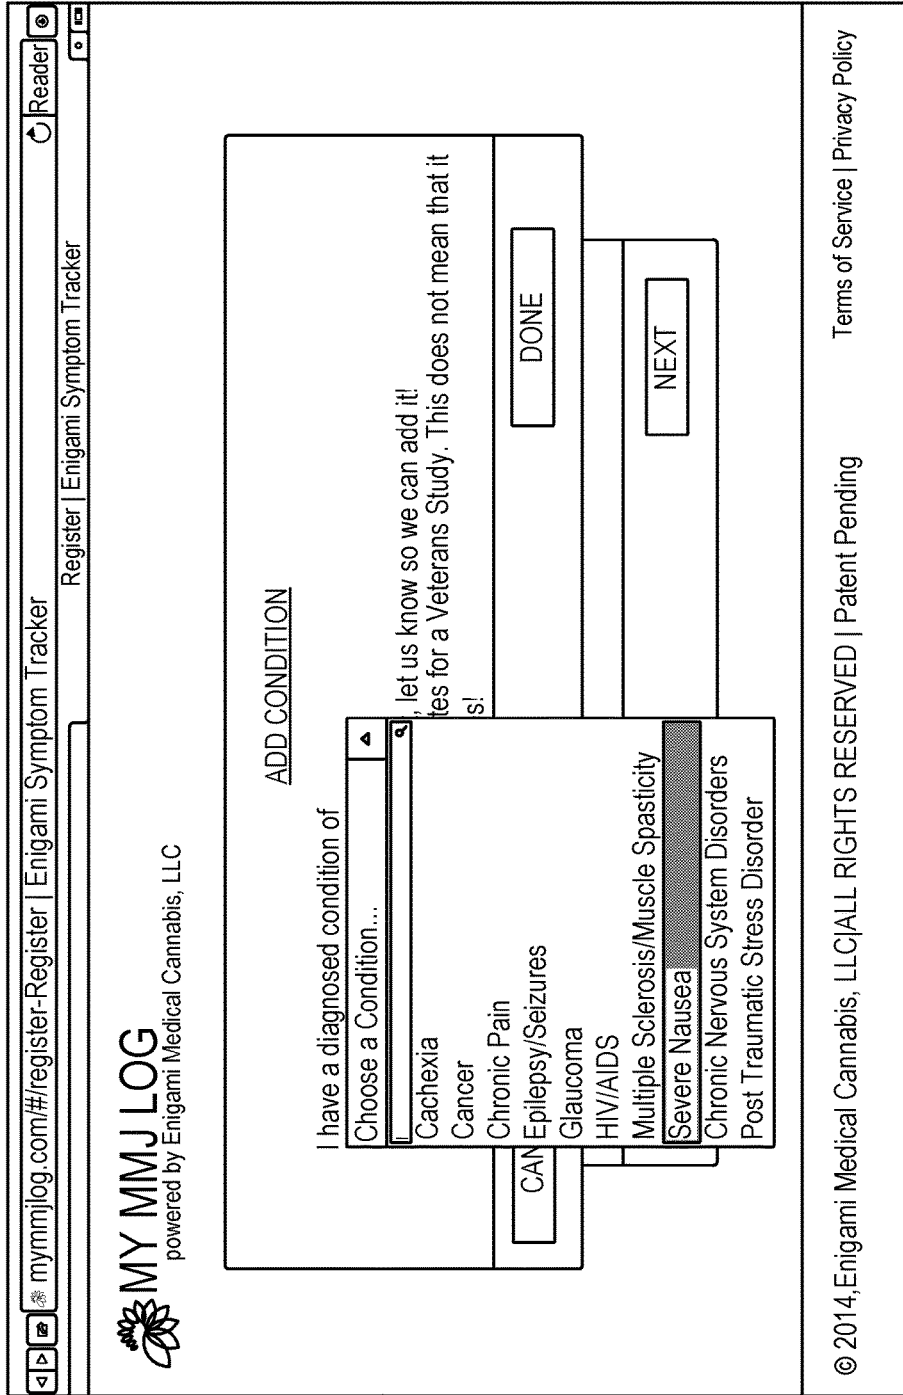 mymmjlog.com/#/register-Register | Enigami Symptom Tracker
Reader
Register | Enigami Symptom Tracker
MY MMJ LOG
powered by Enigami Medical Cannabis, LLC
ADD CONDITION
I have a diagnosed condition of
Choose a Condition...
, let us know so we can add it!
tes for a Veterans Study. This does not mean that it
s!
Cachexia
Cancer
Chronic Pain
Epilepsy/Seizures
Glaucoma
HIV/AIDS
Multiple Sclerosis/Muscle Spasticity
Severe Nausea
Chronic Nervous System Disorders
Post Traumatic Stress Disorder
CAN
DONE
NEXT
© 2014,Enigami Medical Cannabis, LLC|ALL RIGHTS RESERVED | Patent Pending
Terms of Service | Privacy Policy